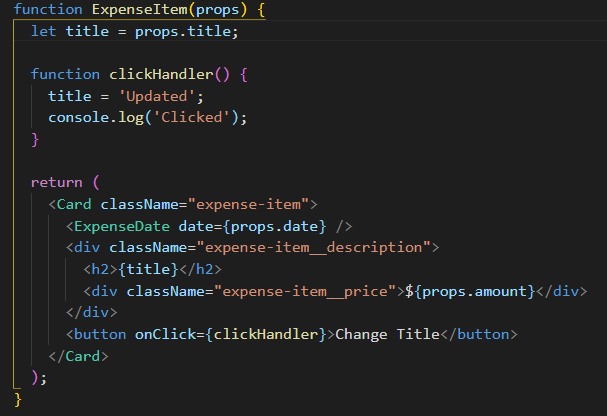 function ExpenseItem(props) {
let title = props.title;
function clickHandler() {
title = 'Updated';
console.log('Clicked');
}
return (
<Card className="expense-item">
<ExpenseDate date={props.date} />
<div className="expense-item__description">
<h2>{title}</h2>
<div className="expense-item__price">${props.amount}</div>
</div>
<button onClick={clickHandler}>Change Title</button>
</Card>
);
}